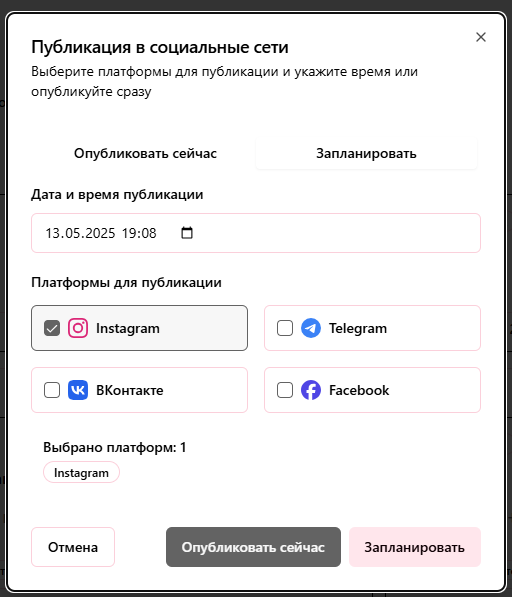 Публикация в социальные сети
Выберите платформы для публикации и укажите время или
опубликуйте сразу
Опубликовать сейчас
Запланировать
Дата и время публикации
13.05.2025 19:08
Платформы для публикации
Instagram
Telegram
ВКонтакте
Facebook
Выбрано платформ: 1
Instagram
Отмена
Опубликовать сейчас
Запланировать